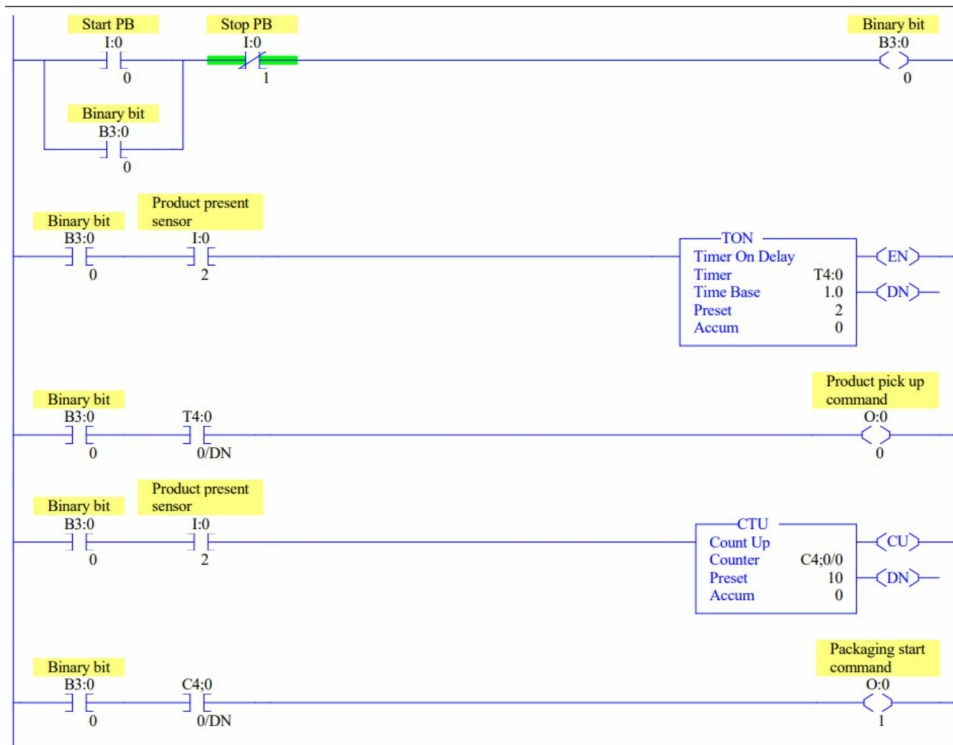 Start PB
Stop PB
Binary bit
I:0
I:0
B3:0
0
1
0
Binary bit
B3:0
0
Product present
sensor
Binary bit
B3:0
I:0
0
2
TON
Timer On Delay
Timer T4:0
Time Base 1.0
Preset 2
Accum 0
EN
DN
Product pick up
command
Binary bit
B3:0
T4:0
O:0
0
0/DN
0
Product present
sensor
Binary bit
B3:0
I:0
0
2
CTU
Count Up
Counter C4;0/0
Preset 10
Accum 0
CU
DN
Packaging start
command
Binary bit
B3:0
C4;0
O:0
0
0/DN
1